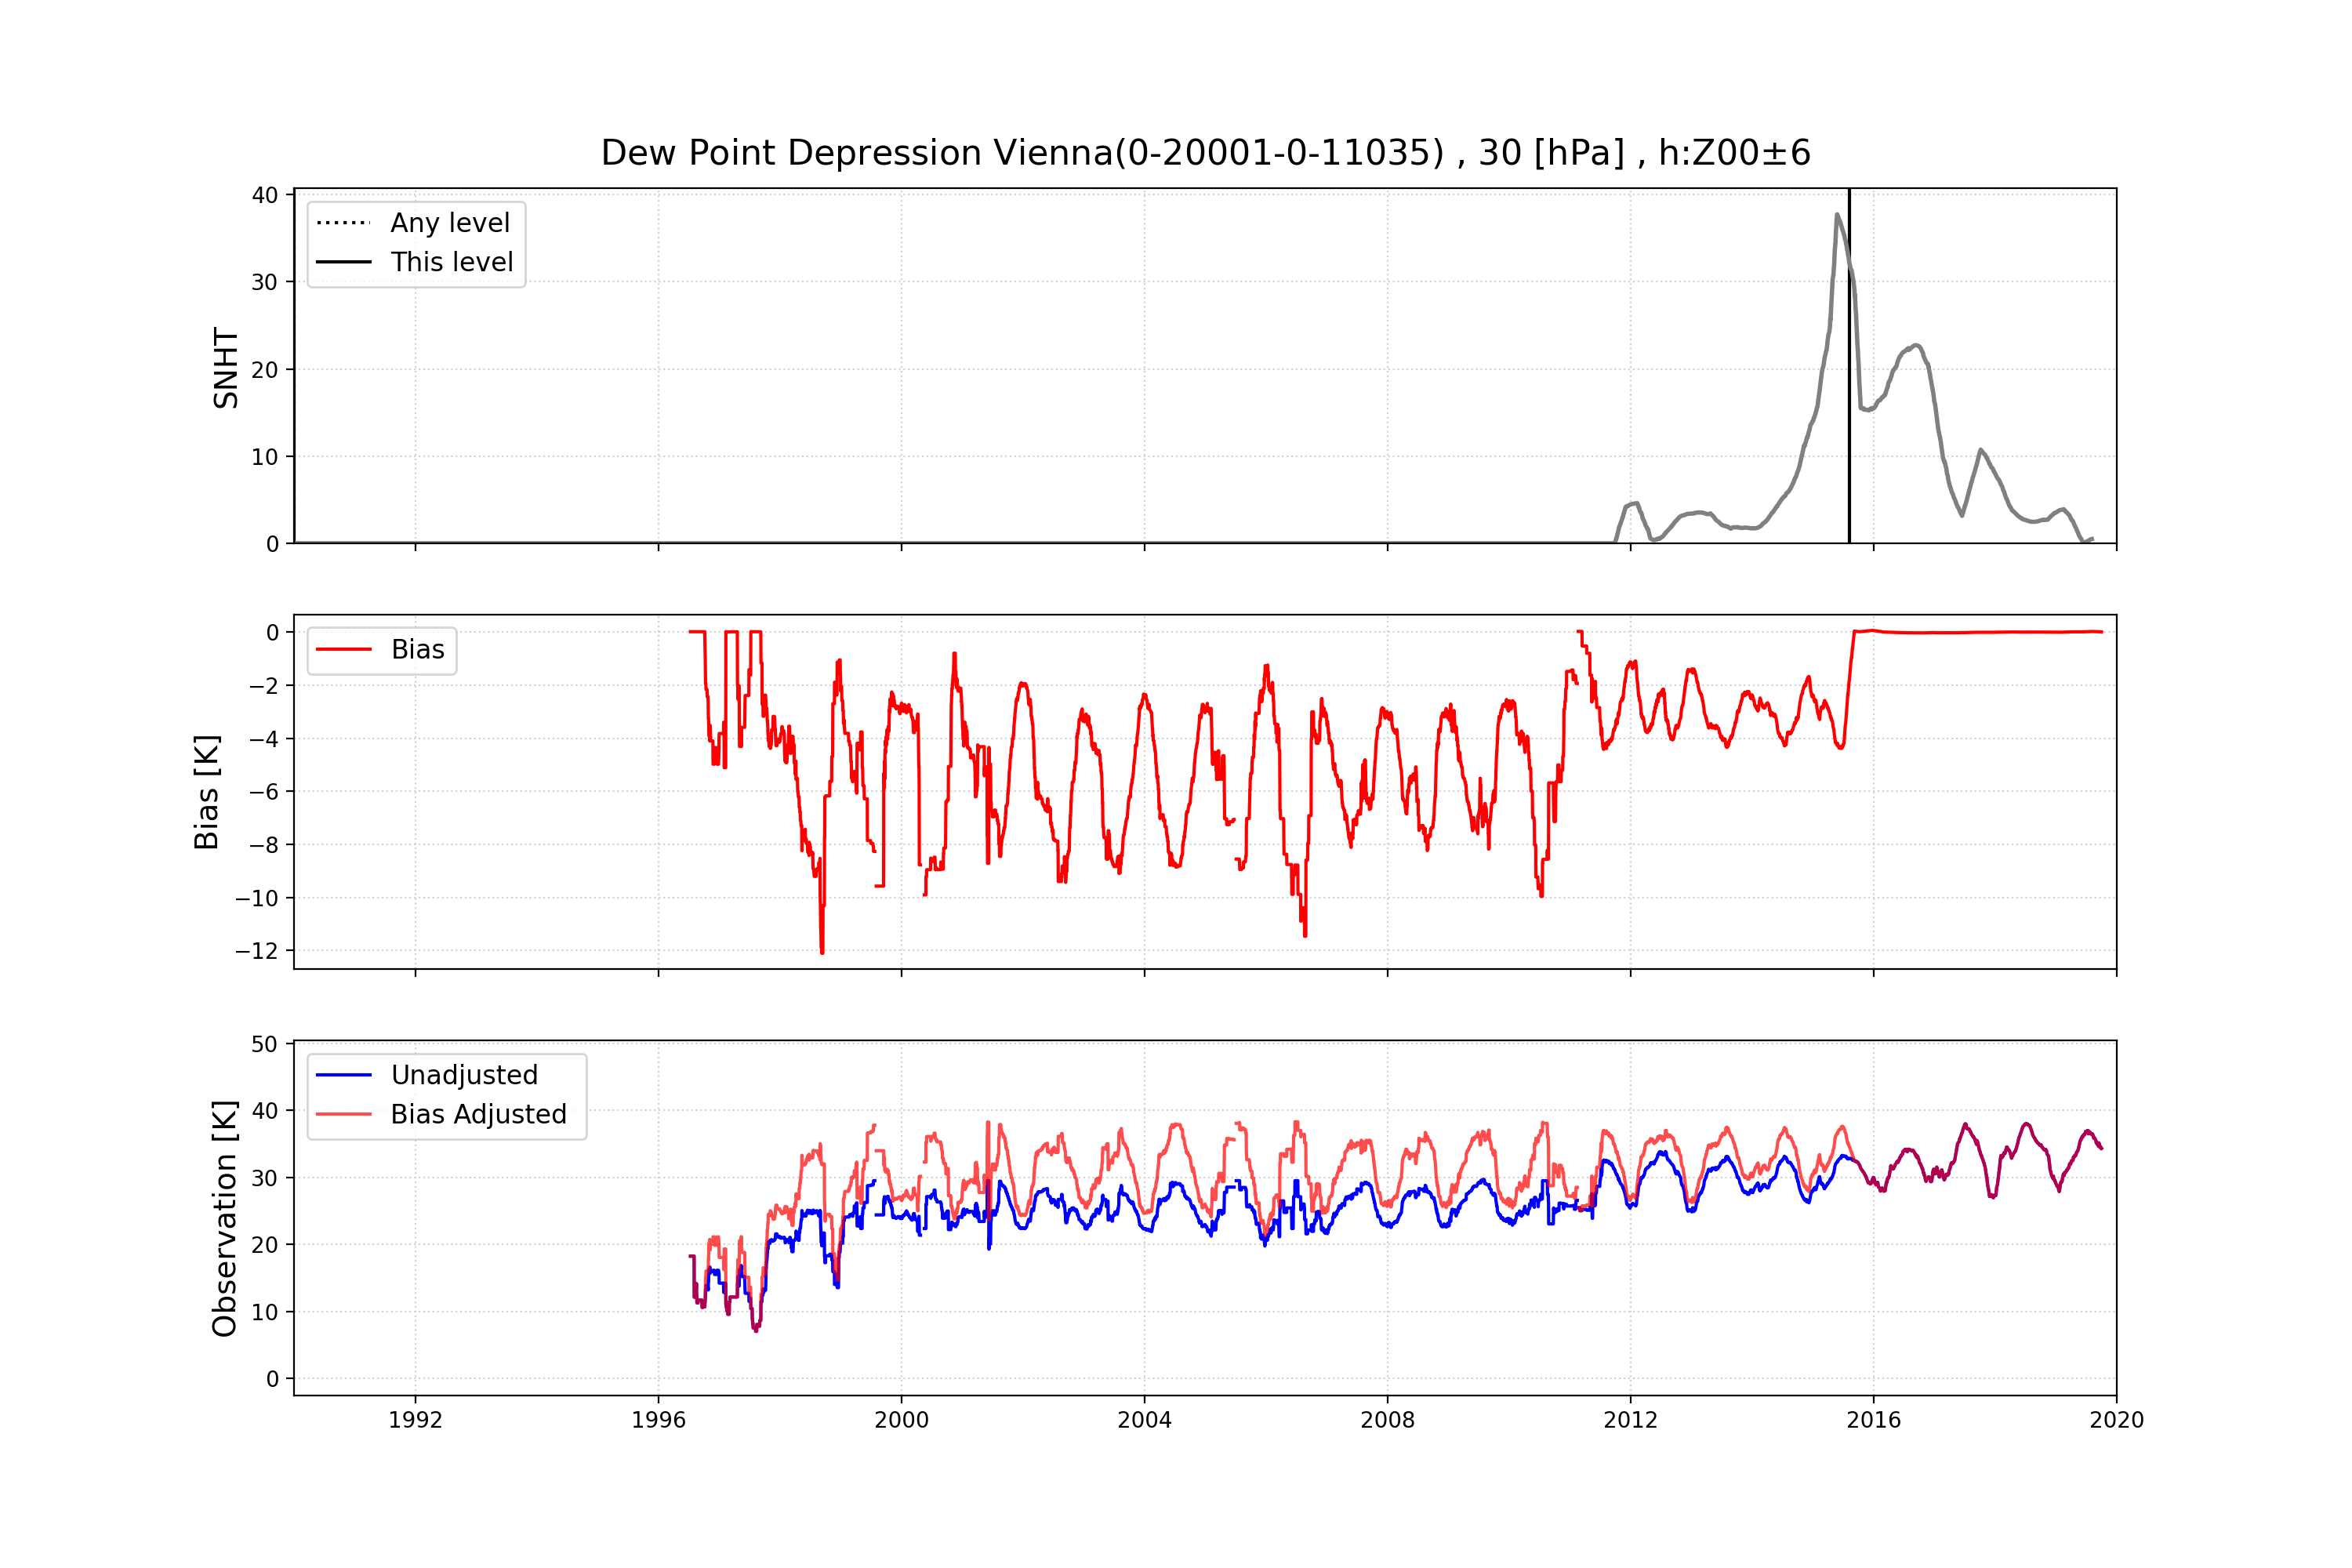 Dew Point Depression Vienna(0-20001-0-11035) , 30 [hPa] , h:Z00±6
40
30
20
10
0
SNHT
Any level
This level
0
−2
−4
−6
−8
−10
−12
Bias [K]
Bias
50
40
30
20
10
0
Observation [K]
Unadjusted
Bias Adjusted
1992
1996
2000
2004
2008
2012
2016
2020